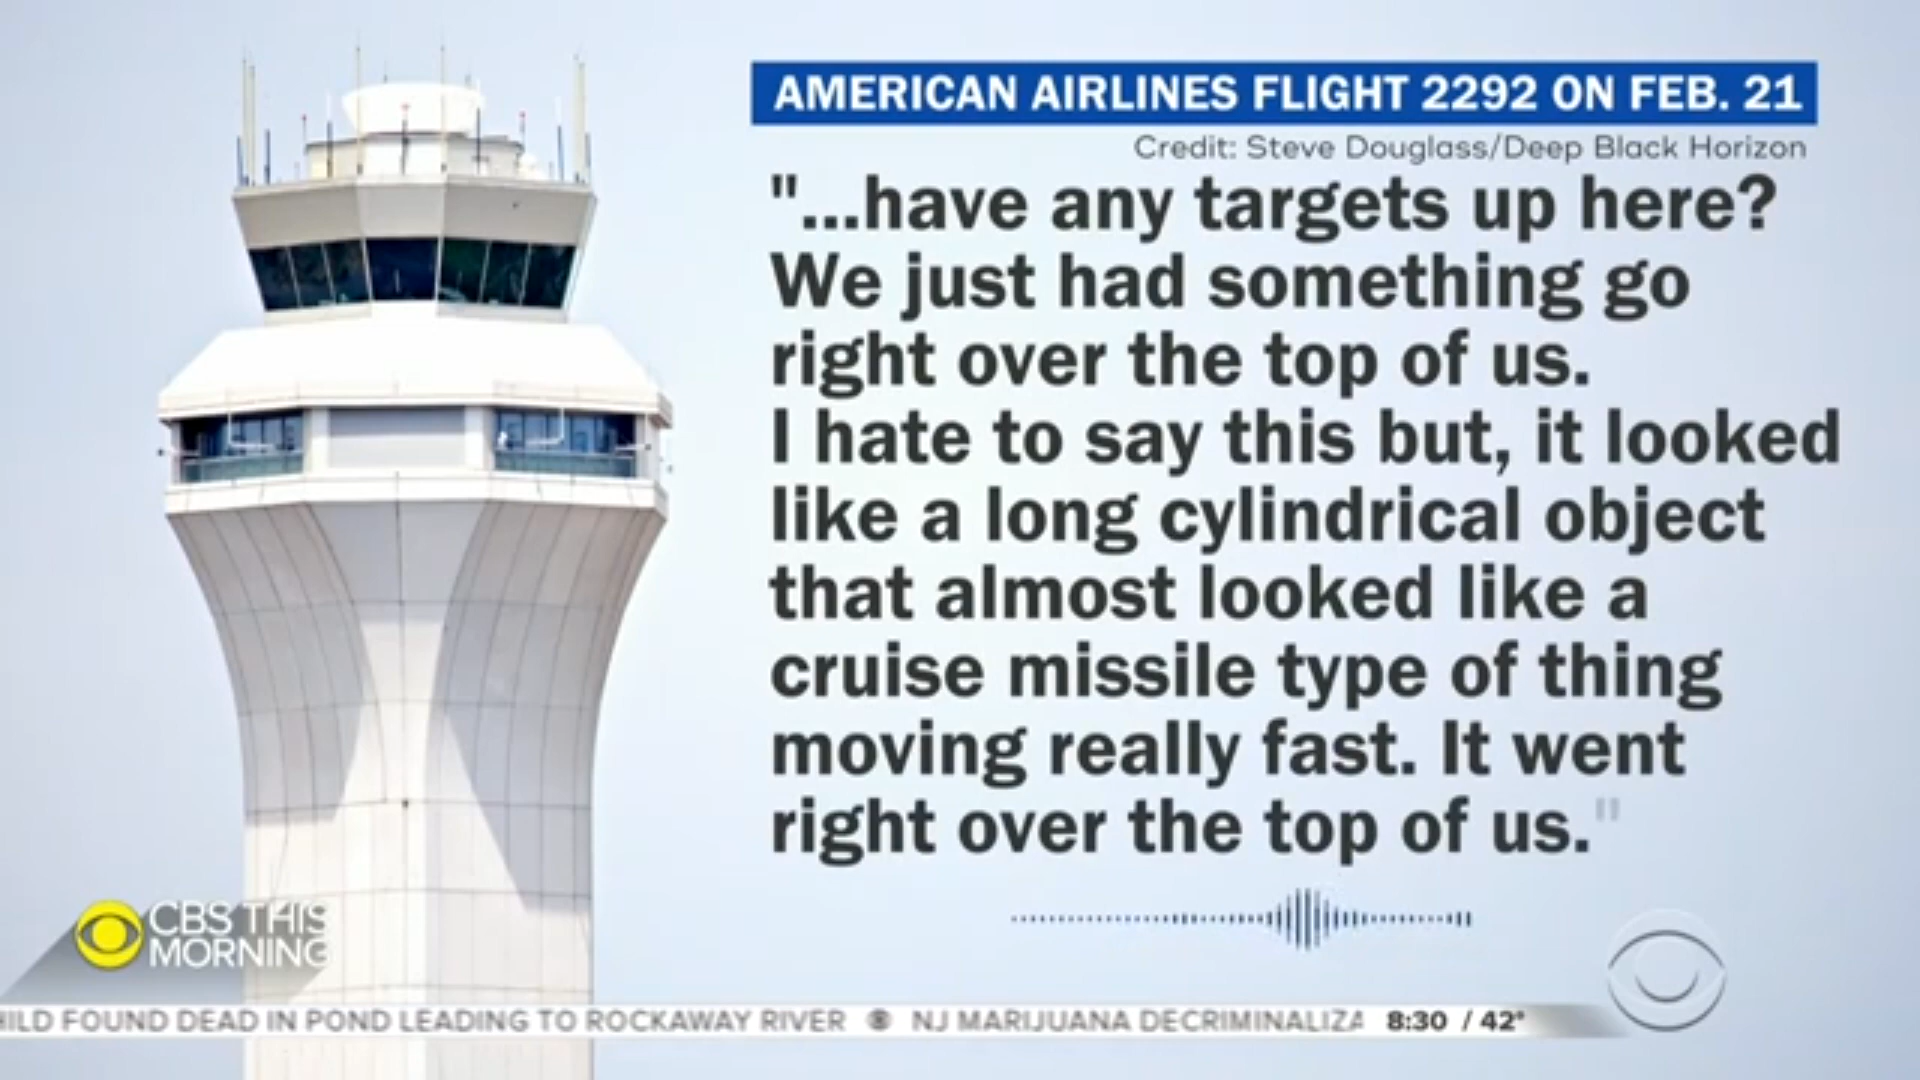 AMERICAN AIRLINES FLIGHT 2292 ON FEB. 21
Credit: Steve Douglass/Deep Black Horizon
"...have any targets up here?
We just had something go
right over the top of us.
I hate to say this but, it looked
like a long cylindrical object
that almost looked like a
cruise missile type of thing
moving really fast. It went
right over the top of us."
CBS THIS
MORNING
FOUND DEAD IN POND LEADING TO ROCKAWAY RIVER NJ MARIJUANA 8:30 / 42°